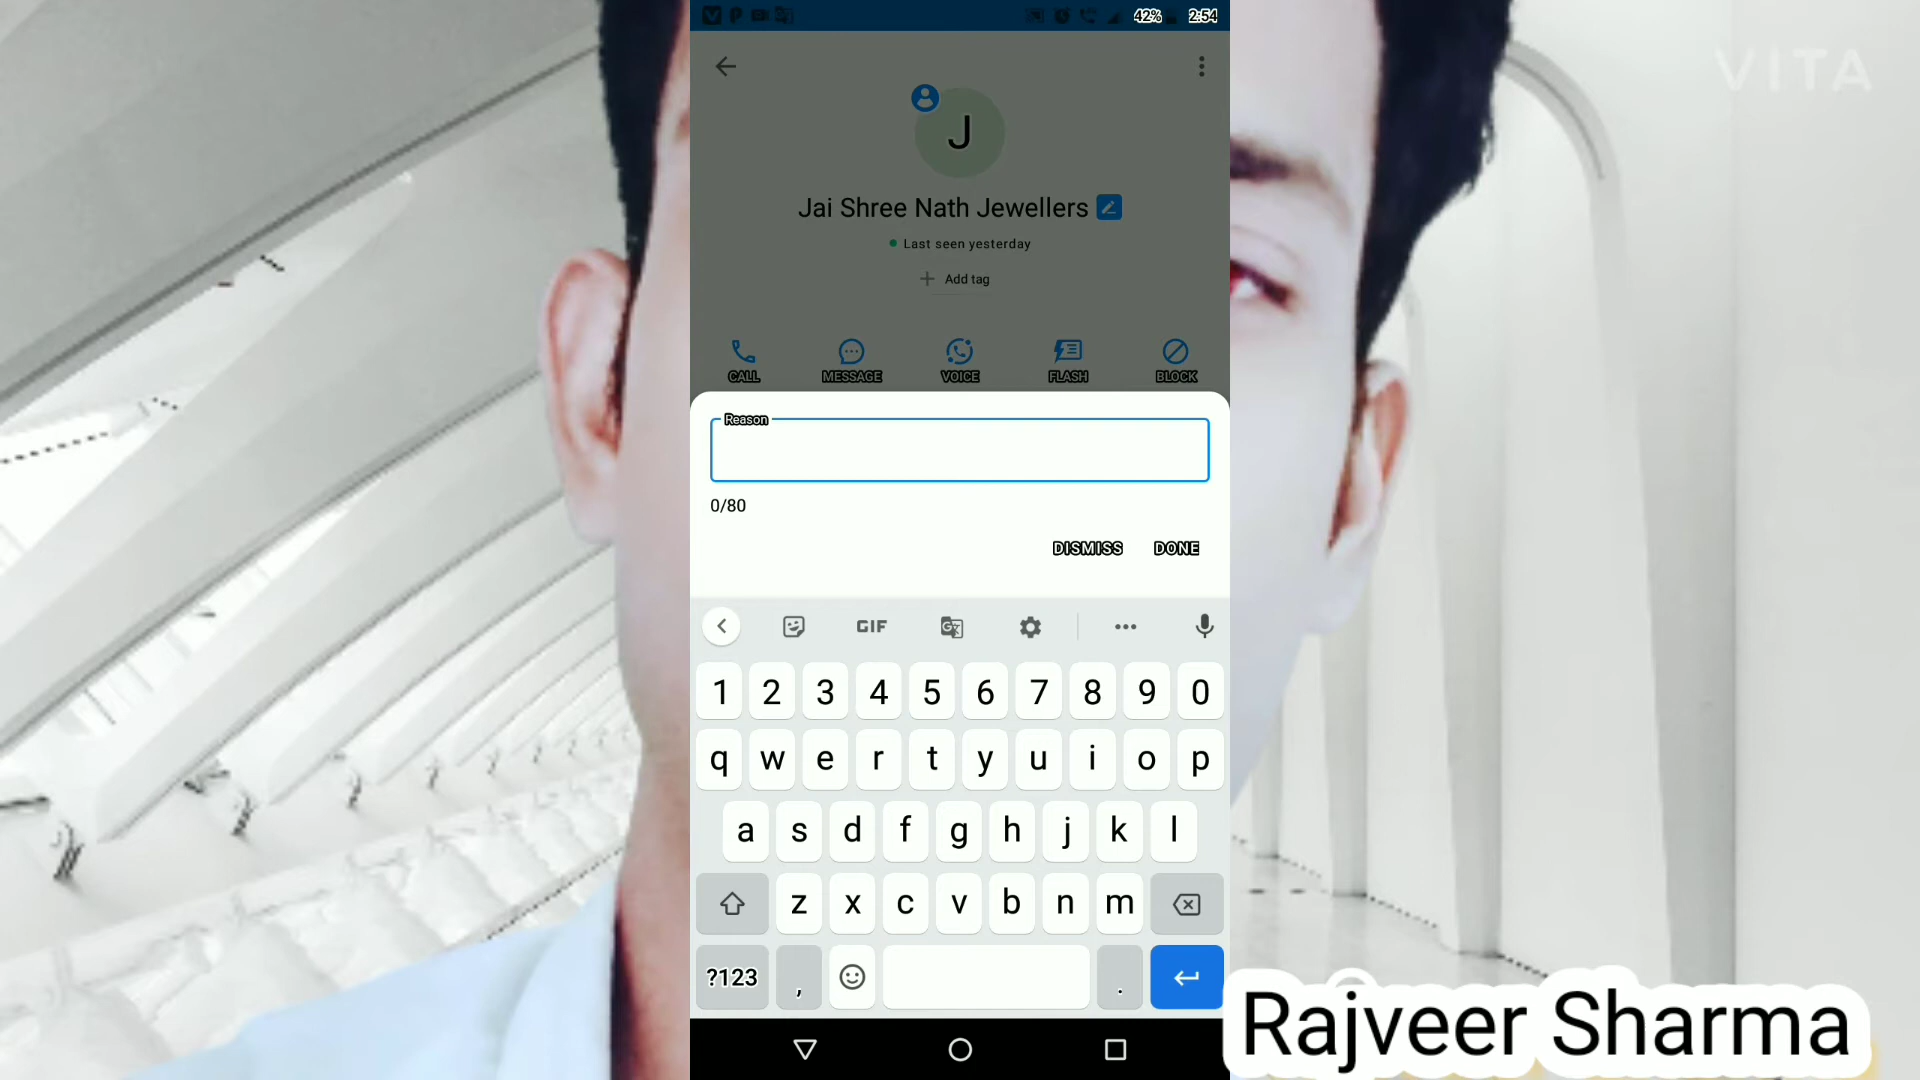 42% 2:54
VITA
J
Jai Shree Nath Jewellers
Last seen yesterday
Add tag
CALL MESSAGE VOICE FLASH BLOCK
Reason
0/80
DISMISS DONE
GIF
1 2 3 4 5 6 7 8 9 0
q w e r t y u i o p
a s d f g h j k l
z x c v b n m
?123 , .
Rajveer Sharma